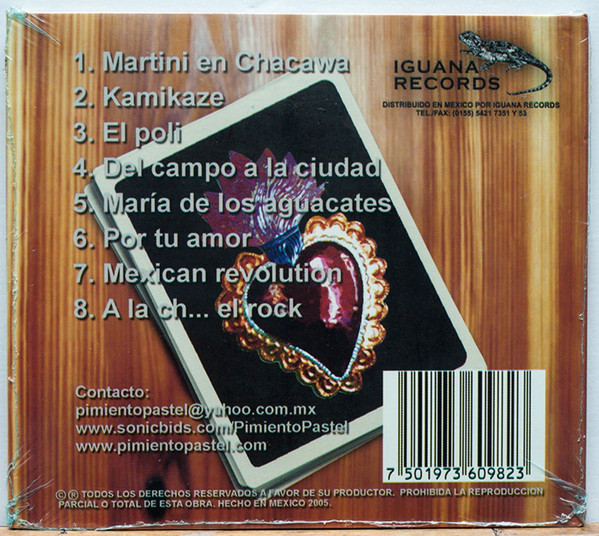 1. Martini en Chacawa
2. Kamikaze
3. El poli
4. Del campo a la ciudad
5. María de los aguacates
6. Por tu amor
7. Mexican revolution
8. A la ch... el rock
IGUANA
RECORDS
DISTRIBUIDO EN MEXICO POR IGUANA RECORDS
TEL./FAX: (0155) 5421 7351 Y 53
Contacto:
pimientopastel@yahoo.com.mx
www.sonicbids.com/PimientoPastel
www.pimientopastel.com
7 501973 609823
© ℗ TODOS LOS DERECHOS RESERVADOS A FAVOR DE SU PRODUCTOR. PROHIBIDA LA REPRODUCCION
PARCIAL O TOTAL DE ESTA OBRA. HECHO EN MEXICO 2005.